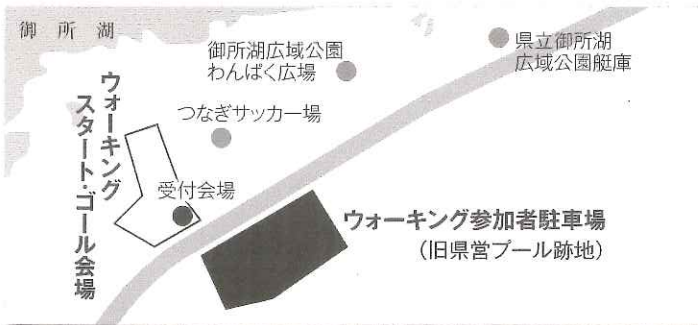 御所湖
御所湖広域公園
わんぱく広場
県立御所湖
広域公園艇庫
ウォーキング
スタート・ゴール会場
つなぎサッカー場
受付会場
ウォーキング参加者駐車場
（旧県営プール跡地）